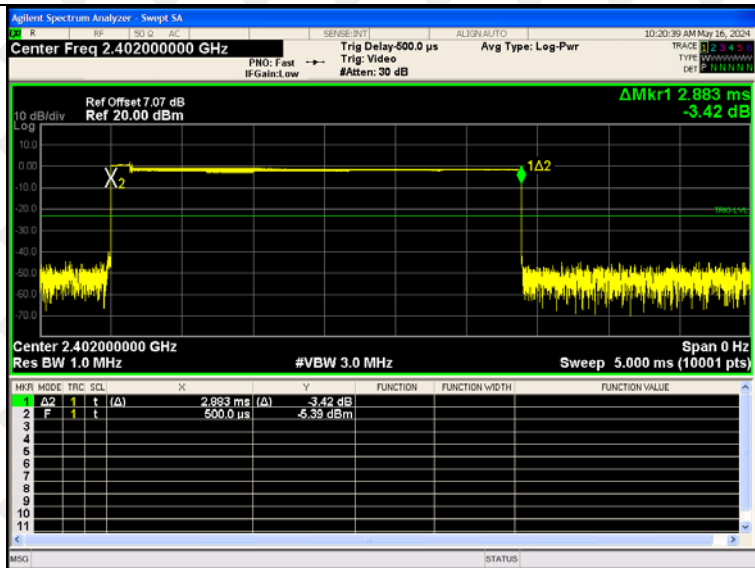 Agilent Spectrum Analyzer - Swept SA
R RF 50 Ω AC SENSE:INT ALIGNAUTO 10:20:39 AM May 16, 2024
Center Freq 2.402000000 GHz
PNO: Fast
IFGain:Low
Trig Delay-500.0 µs
Trig: Video
#Atten: 30 dB
Avg Type: Log-Pwr
TRACE 1 2 3 4 5 6
TYPE W
DET P N N N N N
ΔMkr1 2.883 ms
-3.42 dB
Ref Offset 7.07 dB
10 dB/div Ref 20.00 dBm
Log
10.0
0.00
-10.0
-20.0
-30.0
-40.0
-50.0
-60.0
-70.0
2
1Δ2
TRIG LVL
Center 2.402000000 GHz Span 0 Hz
Res BW 1.0 MHz #VBW 3.0 MHz Sweep 5.000 ms (10001 pts)
MKR MODE TRC SCL X Y FUNCTION FUNCTION WIDTH FUNCTION VALUE
1 Δ2 1 t (Δ) 2.883 ms (Δ) -3.42 dB
2 F 1 t 500.0 µs -5.39 dBm
3
4
5
6
7
8
9
10
11
MSG STATUS